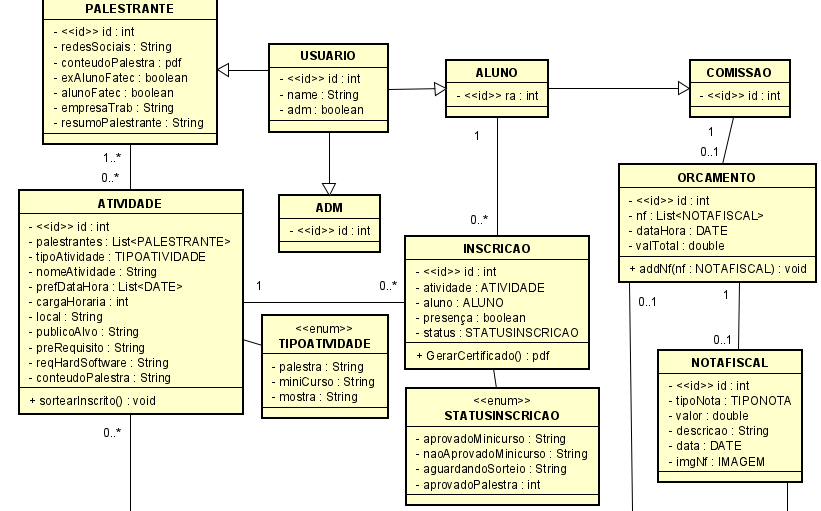 PALESTRANTE
- <<id>> id : int
- redesSociais : String
- conteudoPalestra : pdf
- exAlunoFatec : boolean
- alunoFatec : boolean
- empresaTrab : String
- resumoPalestrante : String
USUARIO
- <<id>> id : int
- name : String
- adm : boolean
ALUNO
- <<id>> ra : int
COMISSAO
- <<id>> id : int
1..*
0..*
1
1
0..1
ADM
- <<id>> id : int
ORCAMENTO
- <<id>> id : int
- nf : List<NOTAFISCAL>
- dataHora : DATE
- valTotal : double
+ addNf(nf : NOTAFISCAL) : void
ATIVIDADE
- <<id>> id : int
- palestrantes : List<PALESTRANTE>
- tipoAtividade : TIPOATIVIDADE
- nomeAtividade : String
- prefDataHora : List<DATE>
- cargaHoraria : int
- local : String
- publicoAlvo : String
- preRequisito : String
- reqHardSoftware : String
- conteudoPalestra : String
+ sortearInscrito() : void
0..*
INSCRICAO
- <<id>> id : int
- atividade : ATIVIDADE
- aluno : ALUNO
- presença : boolean
- status : STATUSINSCRICAO
+ GerarCertificado() : pdf
1
0..*
0..1
1
0..1
<<enum>>
TIPOATIVIDADE
- palestra : String
- miniCurso : String
- mostra : String
NOTAFISCAL
- <<id>> id : int
- tipoNota : TIPONOTA
- valor : double
- descricao : String
- data : DATE
- imgNf : IMAGEM
<<enum>>
STATUSINSCRICAO
- aprovadoMinicurso : String
- naoAprovadoMinicurso : String
- aguardandoSorteio : String
- aprovadoPalestra : int
0..*